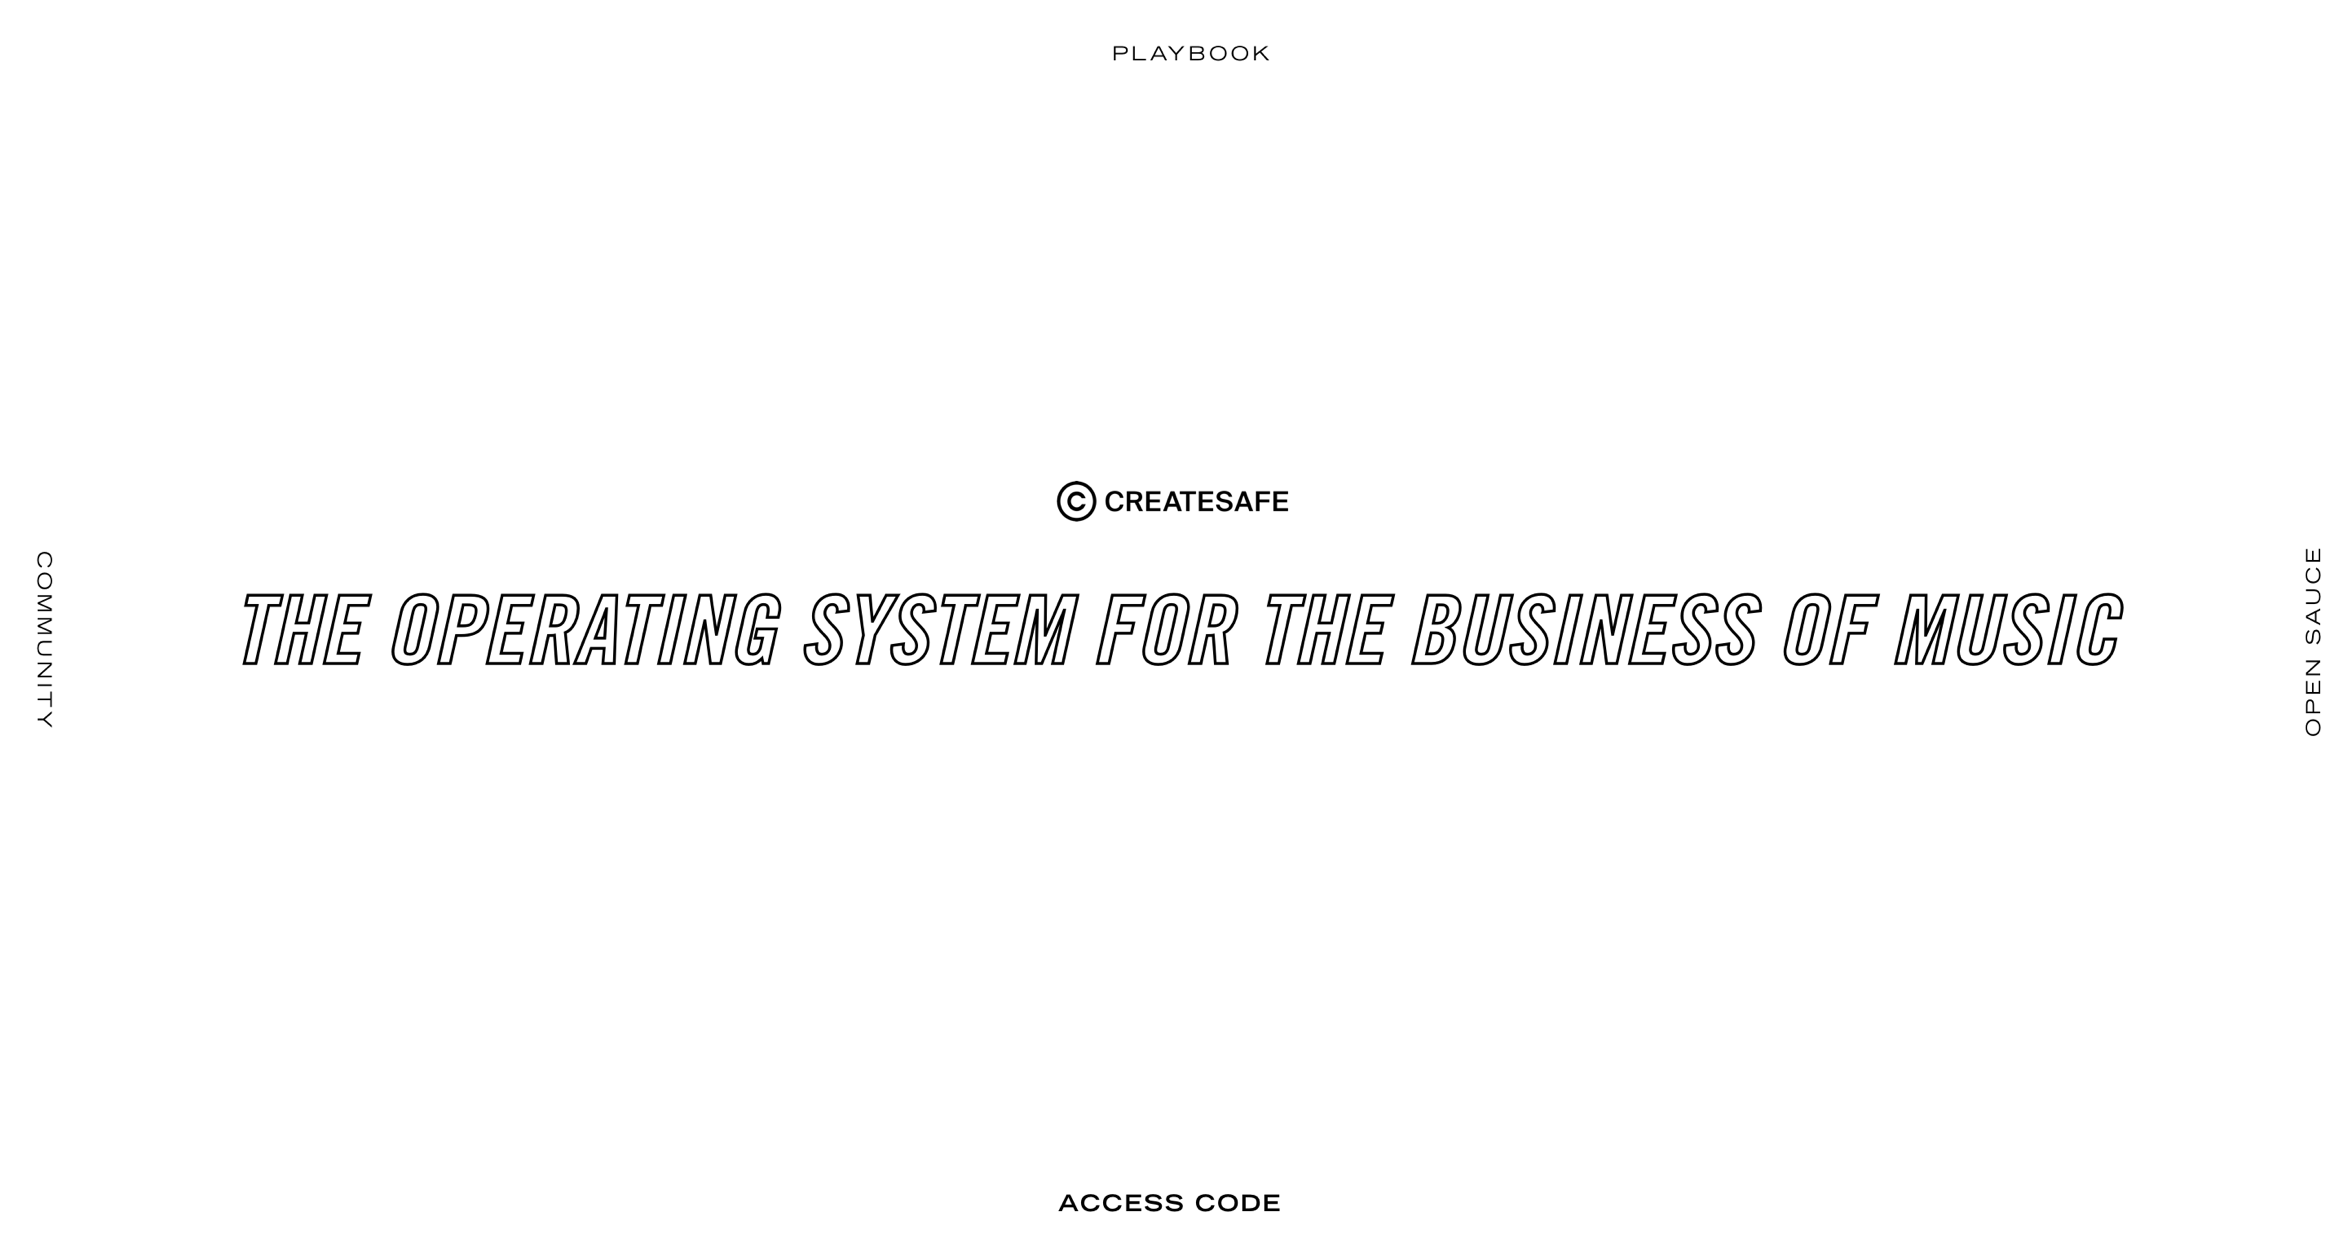 PLAYBOOK
© CREATESAFE
COMMUNITY
THE OPERATING SYSTEM FOR THE BUSINESS OF MUSIC
OPEN SAUCE
ACCESS CODE